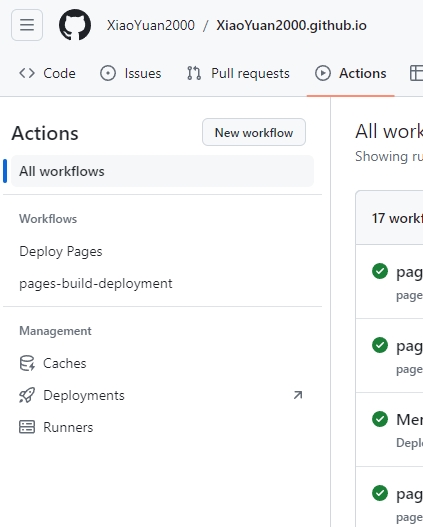 XiaoYuan2000 / XiaoYuan2000.github.io
Code Issues Pull requests Actions
Actions New workflow
All workflows
Workflows
Deploy Pages
pages-build-deployment
Management
Caches
Deployments
Runners
All work
Showing ru
17 workf
pag
page
pag
page
Mer
Deplo
pag
page